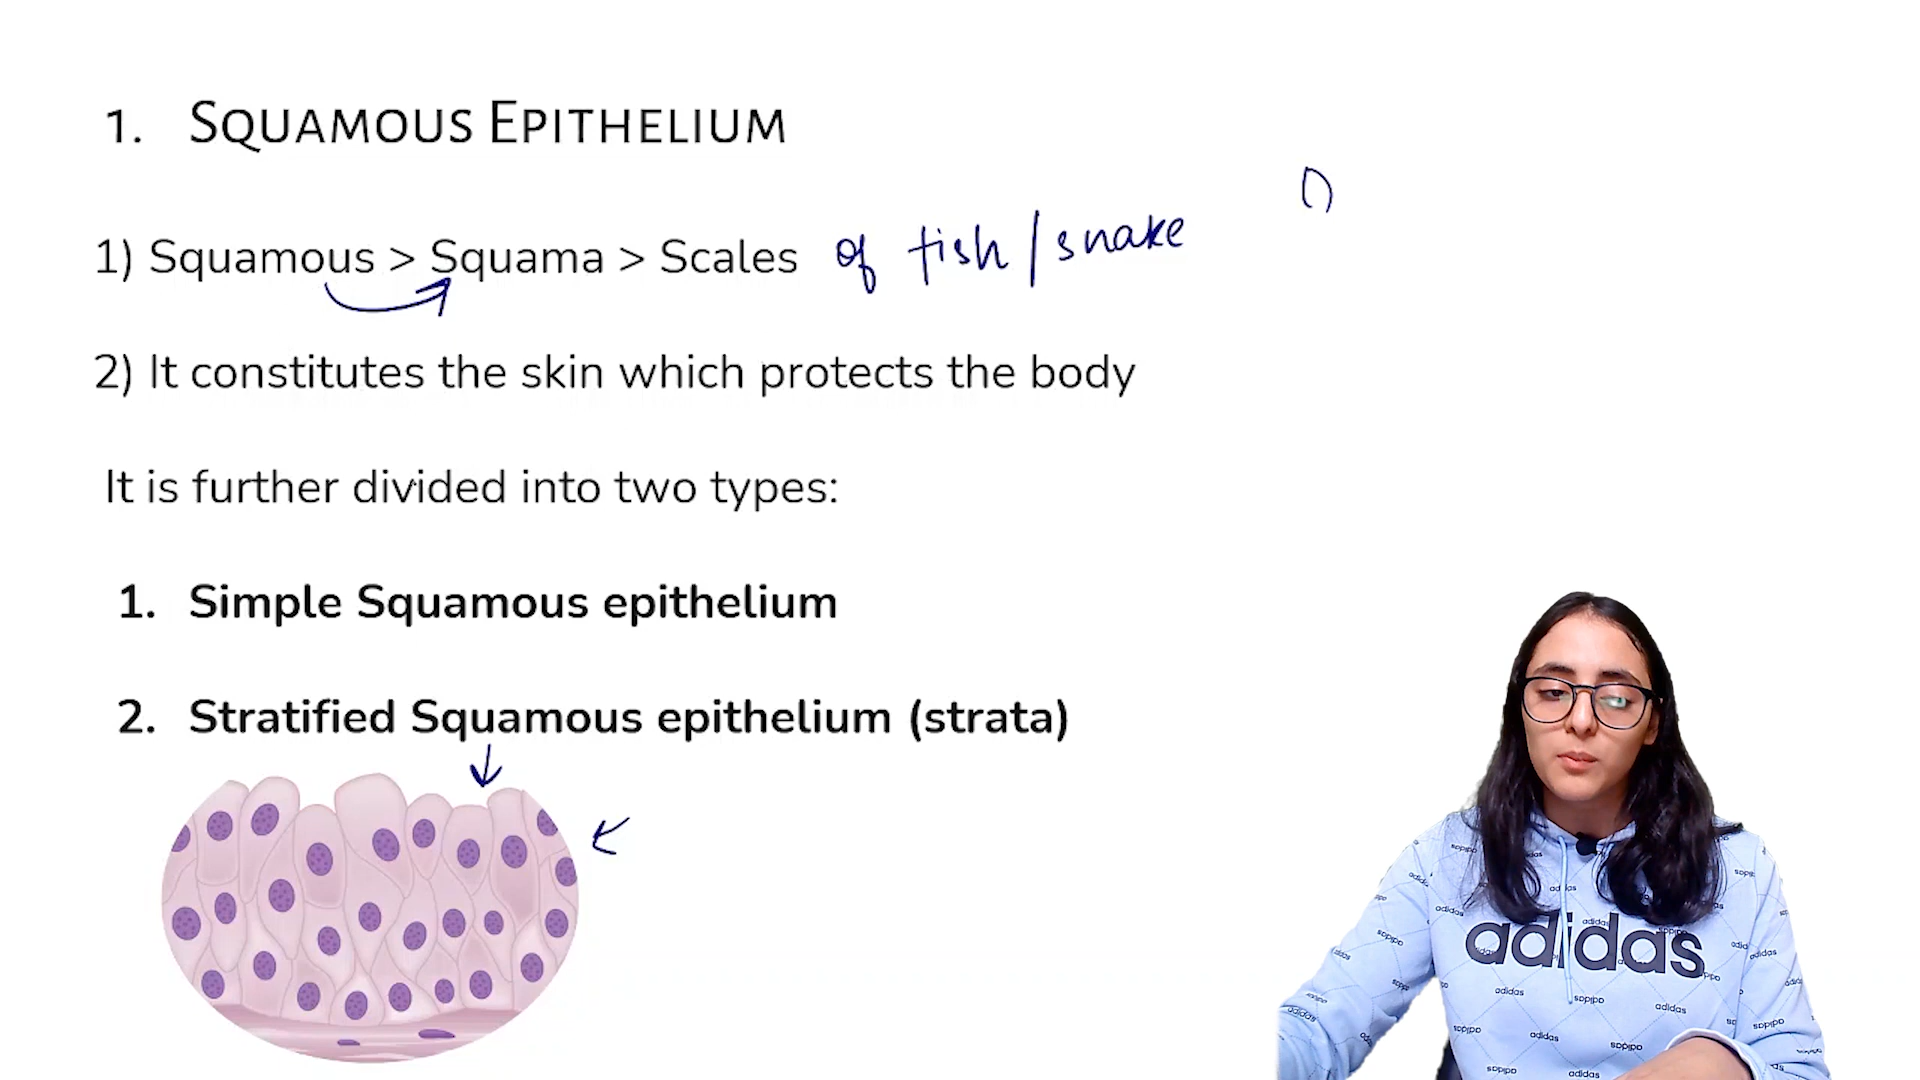 1. SQUAMOUS EPITHELIUM
1) Squamous > Squama > Scales of fish / snake
2) It constitutes the skin which protects the body
It is further divided into two types:
1. Simple Squamous epithelium
2. Stratified Squamous epithelium (strata)
adidas